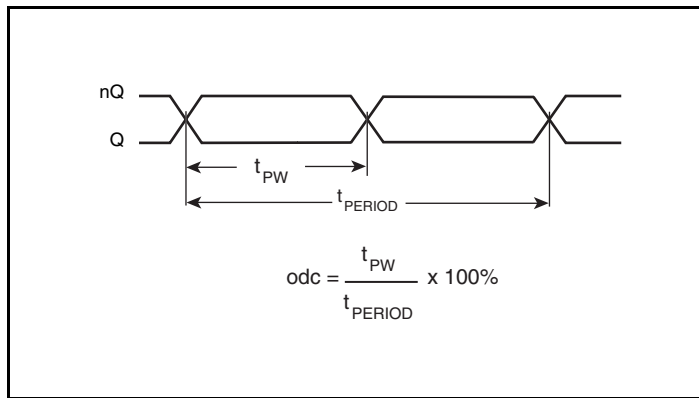 nQ
Q
tPW
tPERIOD
odc = tPW / tPERIOD x 100%